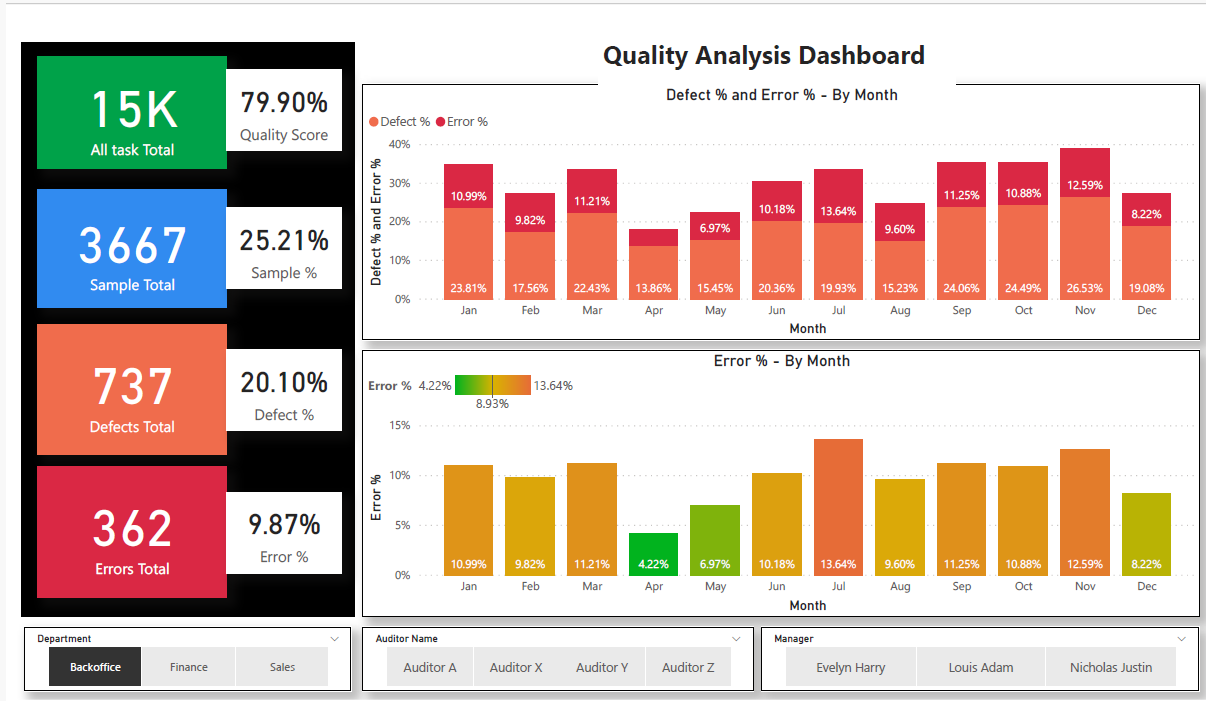 Quality Analysis Dashboard
15K
All task Total
79.90%
Quality Score
3667
Sample Total
25.21%
Sample %
737
Defects Total
20.10%
Defect %
362
Errors Total
9.87%
Error %
Defect % and Error % - By Month
Defect % Error %
Defect % and Error %
40%
30%
20%
10%
0%
10.99% 9.82% 11.21% 6.97% 10.18% 13.64% 9.60% 11.25% 10.88% 12.59% 8.22%
23.81% 17.56% 22.43% 13.86% 15.45% 20.36% 19.93% 15.23% 24.06% 24.49% 26.53% 19.08%
Jan Feb Mar Apr May Jun Jul Aug Sep Oct Nov Dec
Month
Error % - By Month
Error % 4.22% 13.64%
8.93%
Error %
15%
10%
5%
0%
10.99% 9.82% 11.21% 4.22% 6.97% 10.18% 13.64% 9.60% 11.25% 10.88% 12.59% 8.22%
Jan Feb Mar Apr May Jun Jul Aug Sep Oct Nov Dec
Month
Department
Backoffice Finance Sales
Auditor Name
Auditor A Auditor X Auditor Y Auditor Z
Manager
Evelyn Harry Louis Adam Nicholas Justin